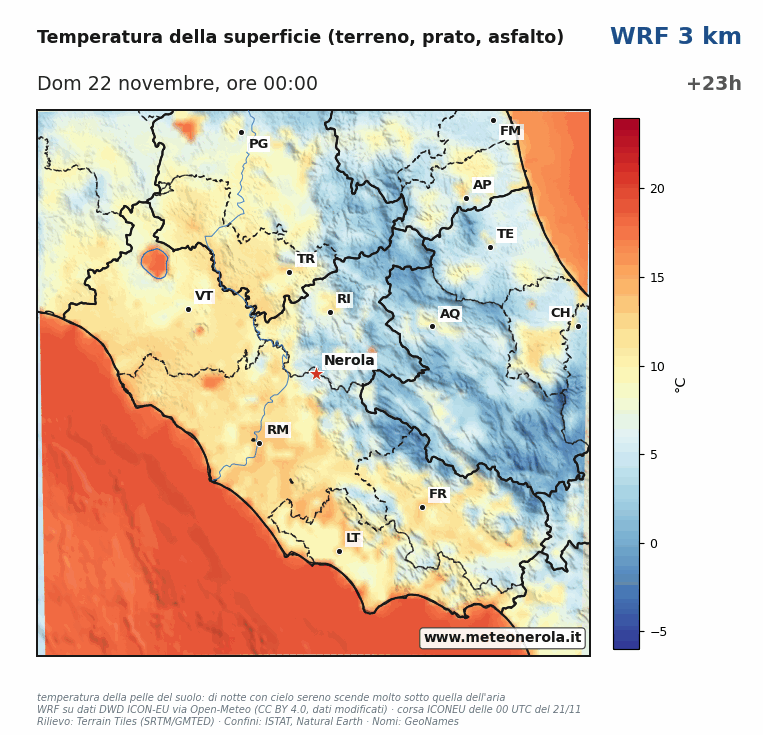 Temperatura della superficie (terreno, prato, asfalto)
WRF 3 km
Dom 22 novembre, ore 00:00
+23h
FM
PG
AP
TE
TR
VT
RI
AQ
CH
Nerola
RM
FR
LT
www.meteonerola.it
20
15
10
5
0
−5
°C
temperatura della pelle del suolo: di notte con cielo sereno scende molto sotto quella dell'aria
WRF su dati DWD ICON-EU via Open-Meteo (CC BY 4.0, dati modificati) · corsa ICONEU delle 00 UTC del 21/11
Rilievo: Terrain Tiles (SRTM/GMTED) · Confini: ISTAT, Natural Earth · Nomi: GeoNames